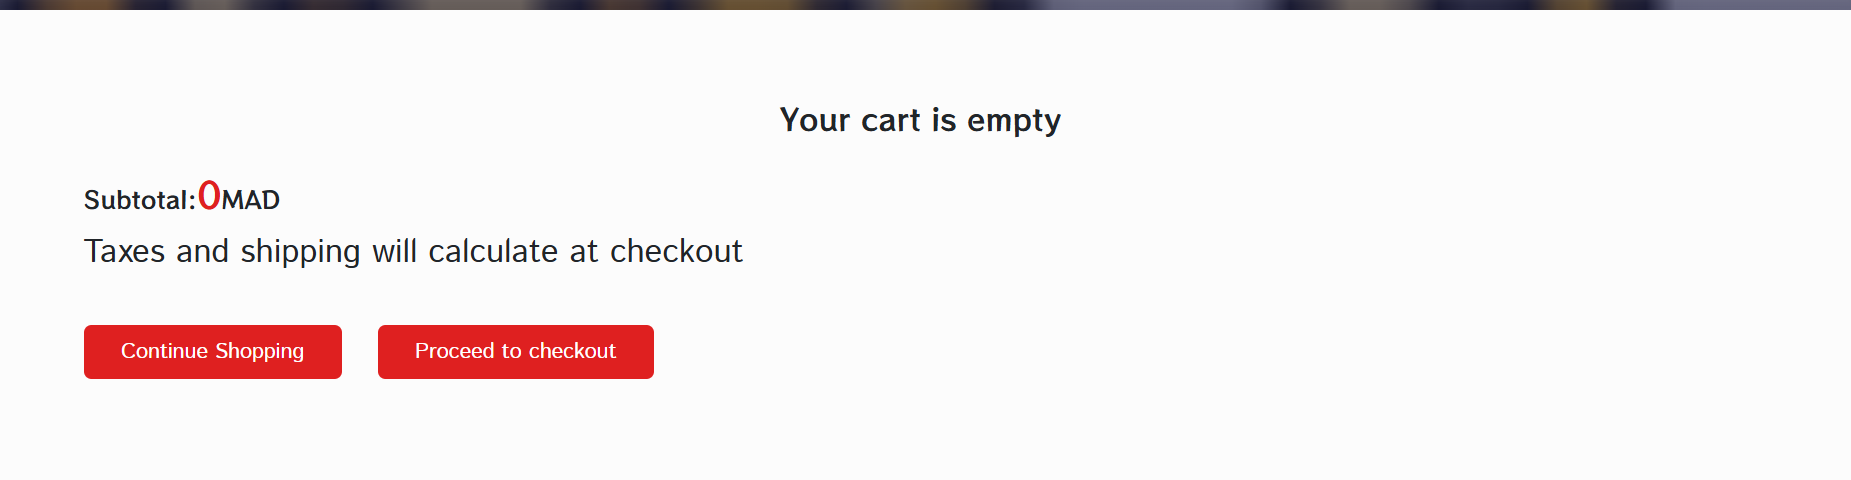 Your cart is empty
Subtotal:0MAD
Taxes and shipping will calculate at checkout
Continue Shopping
Proceed to checkout